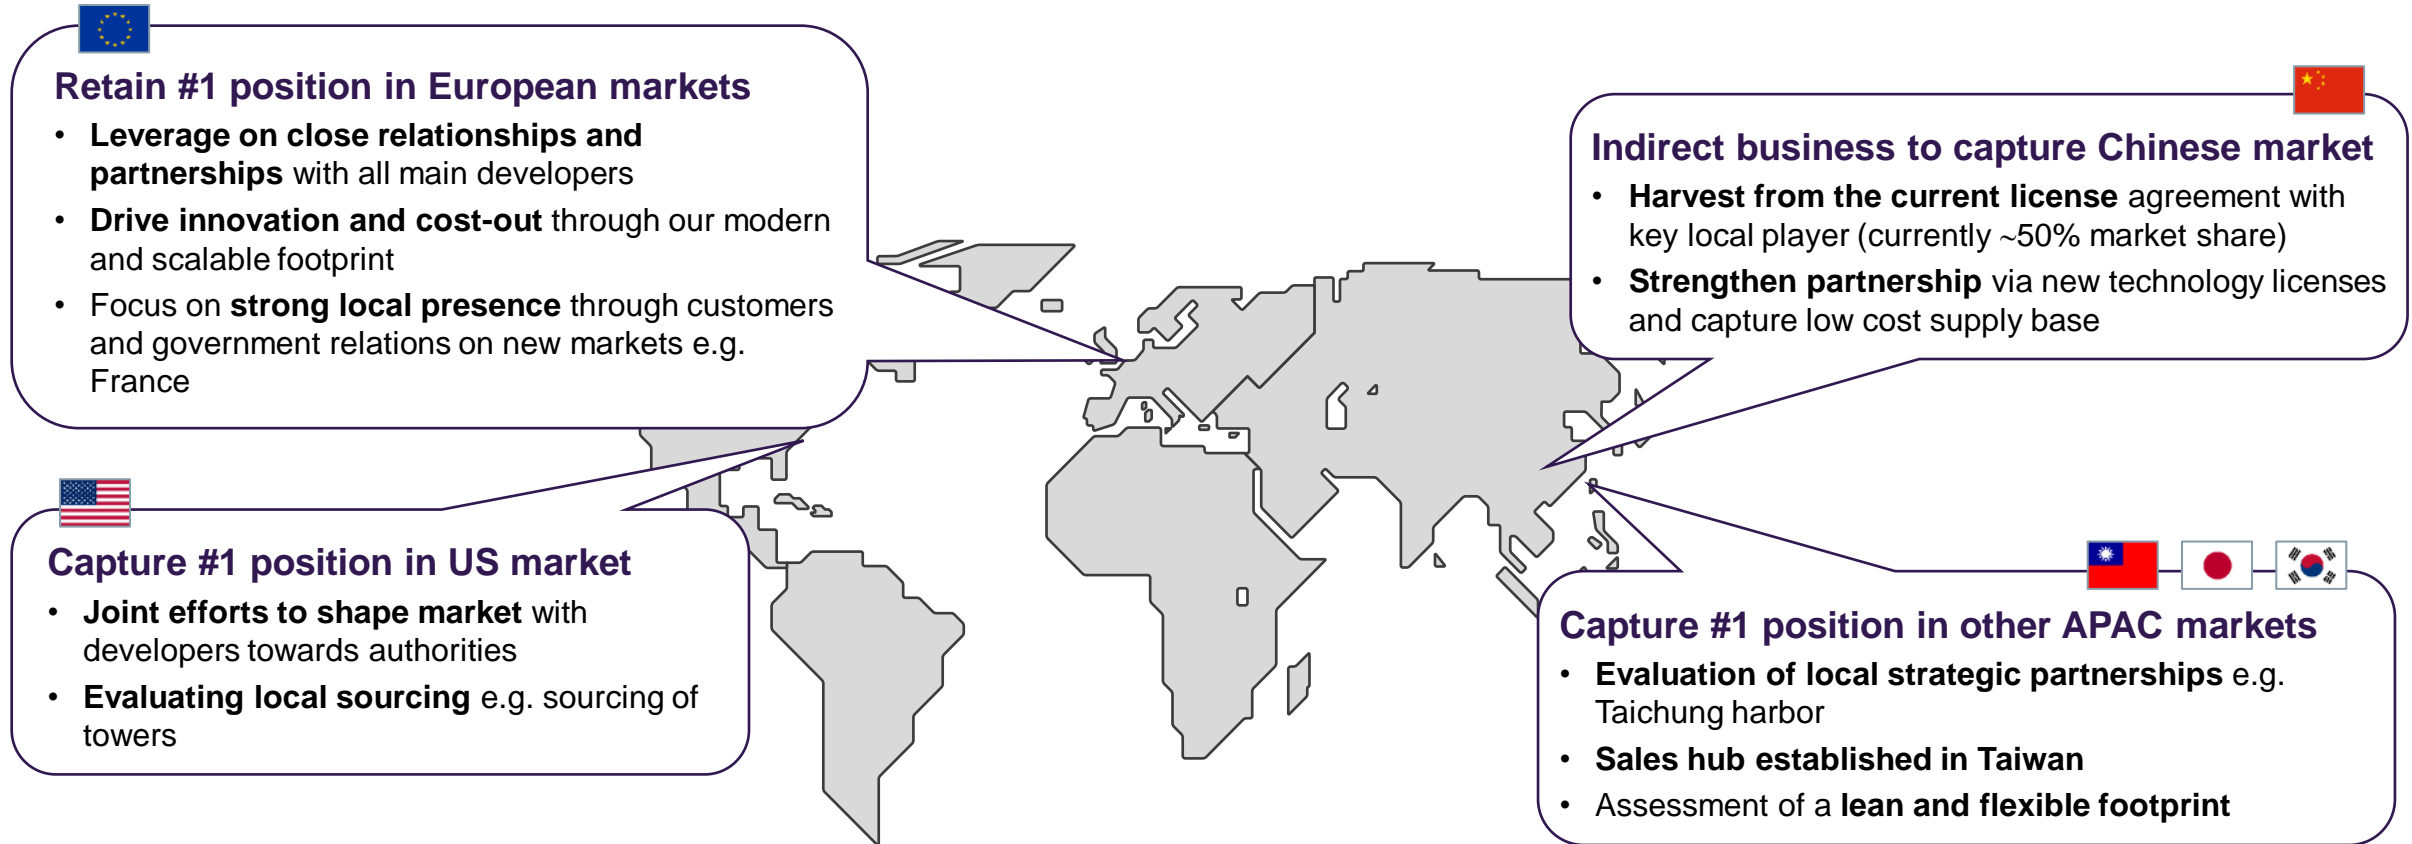 Retain #1 position in European markets
• Leverage on close relationships and
partnerships with all main developers
• Drive innovation and cost-out through our modern
and scalable footprint
• Focus on strong local presence through customers
and government relations on new markets e.g.
France
Indirect business to capture Chinese market
• Harvest from the current license agreement with
key local player (currently ~50% market share)
• Strengthen partnership via new technology licenses
and capture low cost supply base
Capture #1 position in US market
• Joint efforts to shape market with
developers towards authorities
• Evaluating local sourcing e.g. sourcing of
towers
Capture #1 position in other APAC markets
• Evaluation of local strategic partnerships e.g.
Taichung harbor
• Sales hub established in Taiwan
• Assessment of a lean and flexible footprint